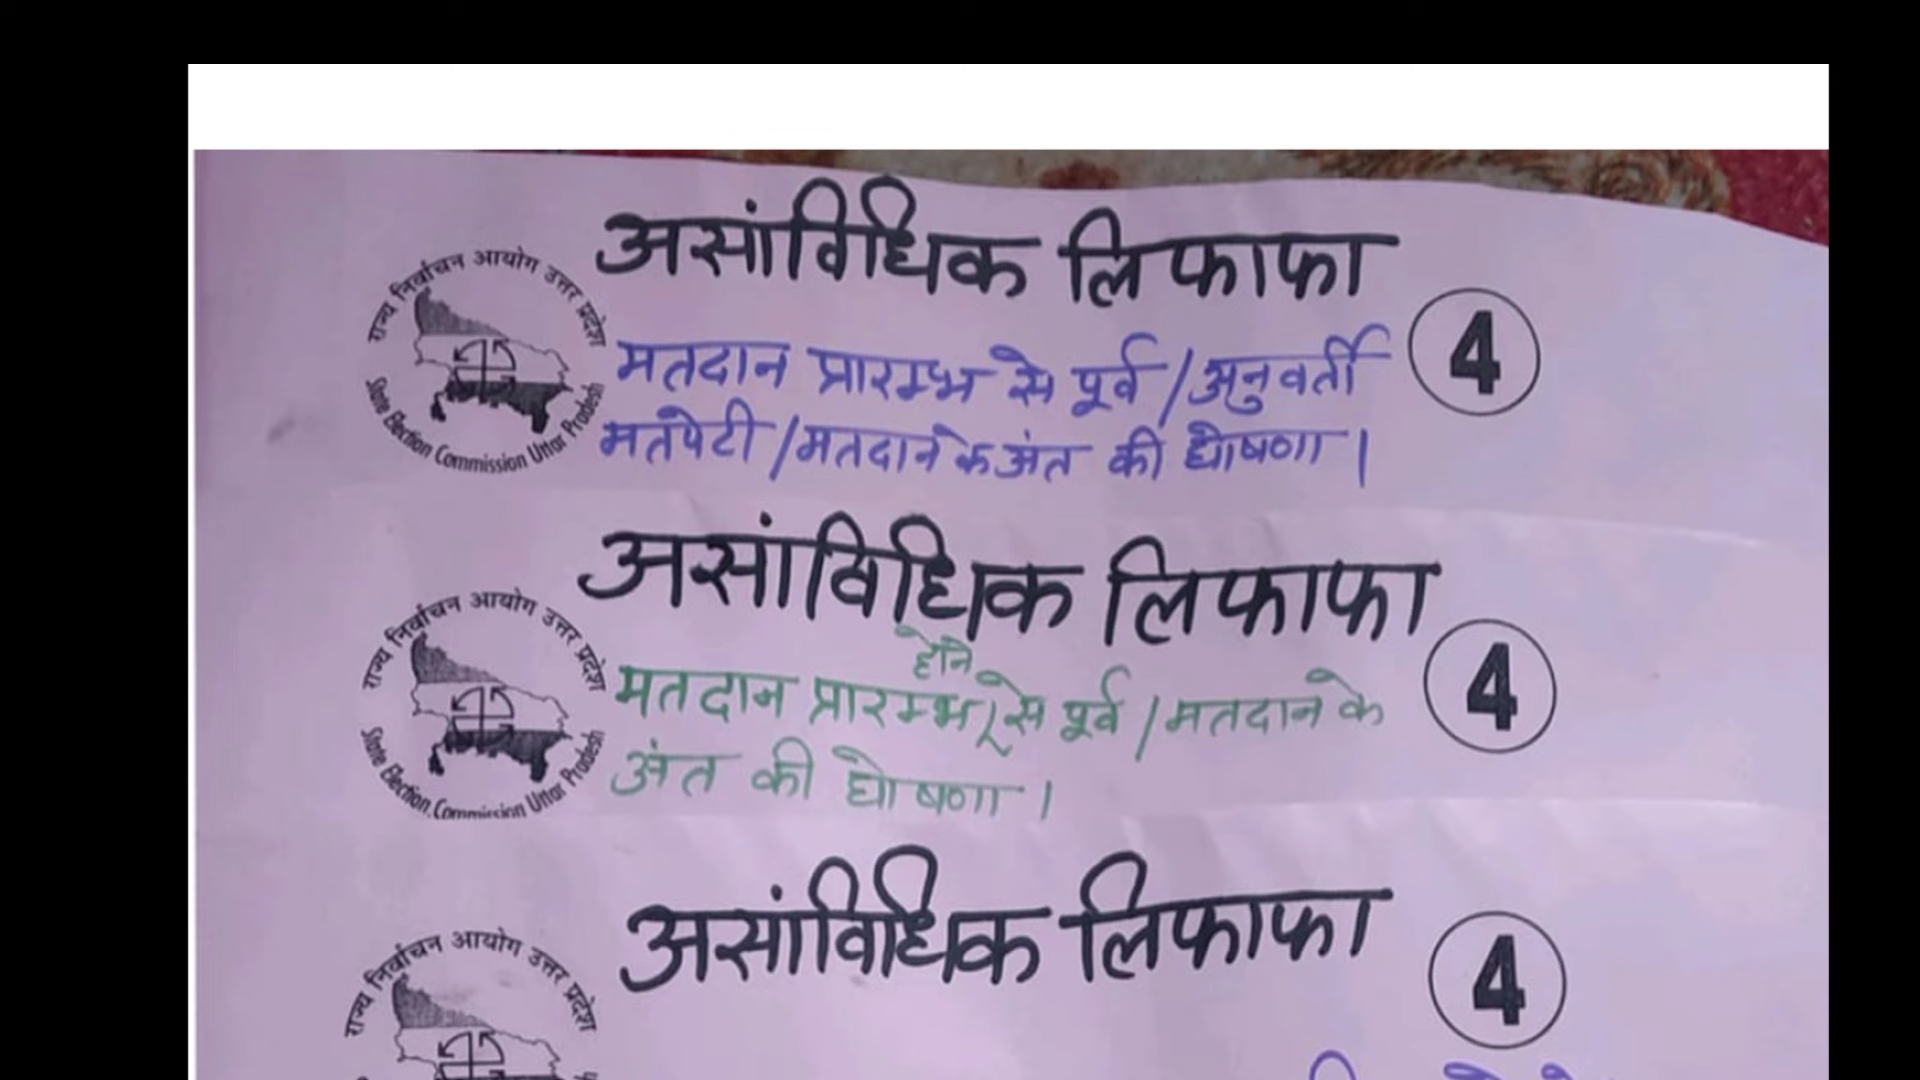 असांविधिक लिफाफा
राज्य निर्वाचन आयोग उत्तर प्रदेश
State Election Commission Uttar Pradesh
मतदान प्रारम्भ से पूर्व / अनुवर्ती
4
मतपेटी / मतदान के अंत की घोषणा ।
असांविधिक लिफाफा
राज्य निर्वाचन आयोग उत्तर प्रदेश
State Election Commission Uttar Pradesh
होने
मतदान प्रारम्भ से पूर्व / मतदान के
4
अंत की घोषणा ।
असांविधिक लिफाफा
राज्य निर्वाचन आयोग उत्तर प्रदेश
4